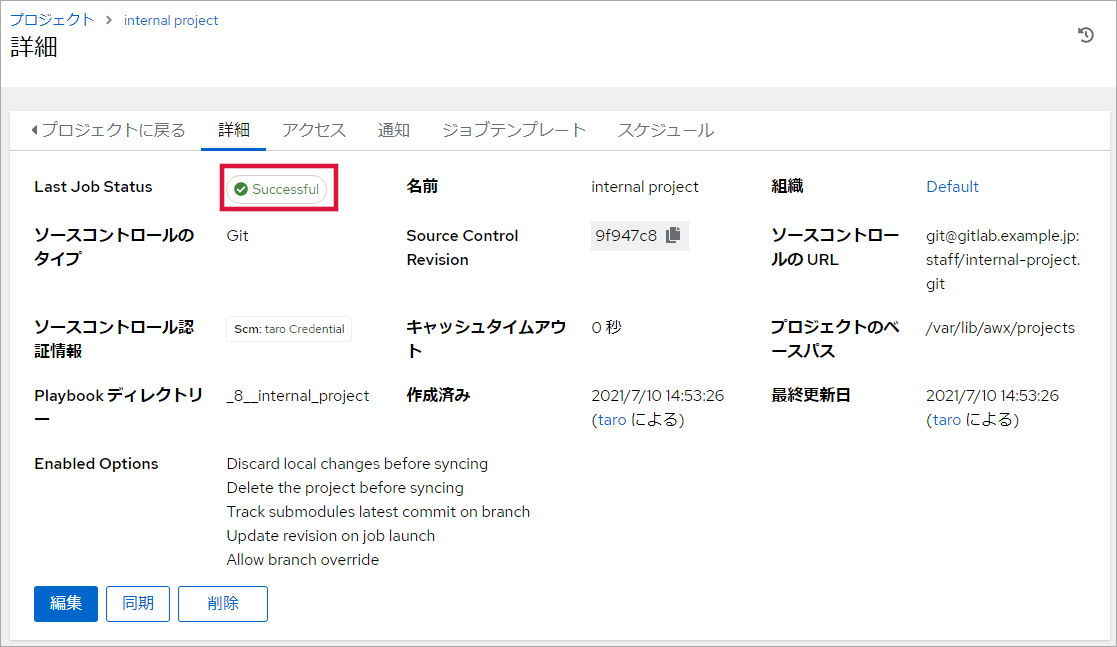 プロジェクト > internal project
詳細
プロジェクトに戻る 詳細 アクセス 通知 ジョブテンプレート スケジュール
Last Job Status Successful 名前 internal project 組織 Default
ソースコントロールの
タイプ
Git
Source Control
Revision
9f947c8
ソースコントロー
ルの URL
git@gitlab.example.jp:
staff/internal-project.
git
ソースコントロール認
証情報
Scm: taro Credential
キャッシュタイムアウ
ト
0 秒
プロジェクトのベ
ースパス
/var/lib/awx/projects
Playbook ディレクトリ
ー
_8__internal_project
作成済み
2021/7/10 14:53:26
(taro による)
最終更新日
2021/7/10 14:53:26
(taro による)
Enabled Options
Discard local changes before syncing
Delete the project before syncing
Track submodules latest commit on branch
Update revision on job launch
Allow branch override
編集 同期 削除